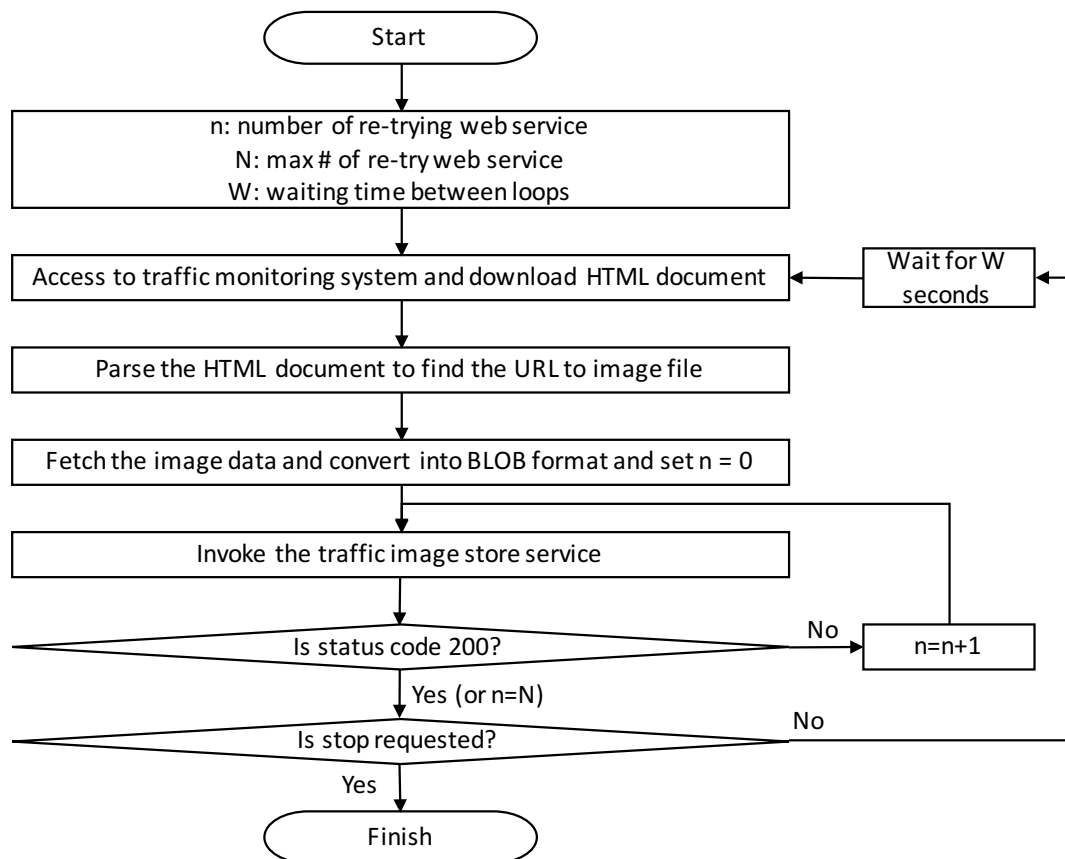 Start
n: number of re-trying web service
N: max # of re-try web service
W: waiting time between loops
Access to traffic monitoring system and download HTML document
Wait for W
seconds
Parse the HTML document to find the URL to image file
Fetch the image data and convert into BLOB format and set n = 0
Invoke the traffic image store service
Is status code 200?
No
n=n+1
Yes (or n=N)
Is stop requested?
No
Yes
Finish